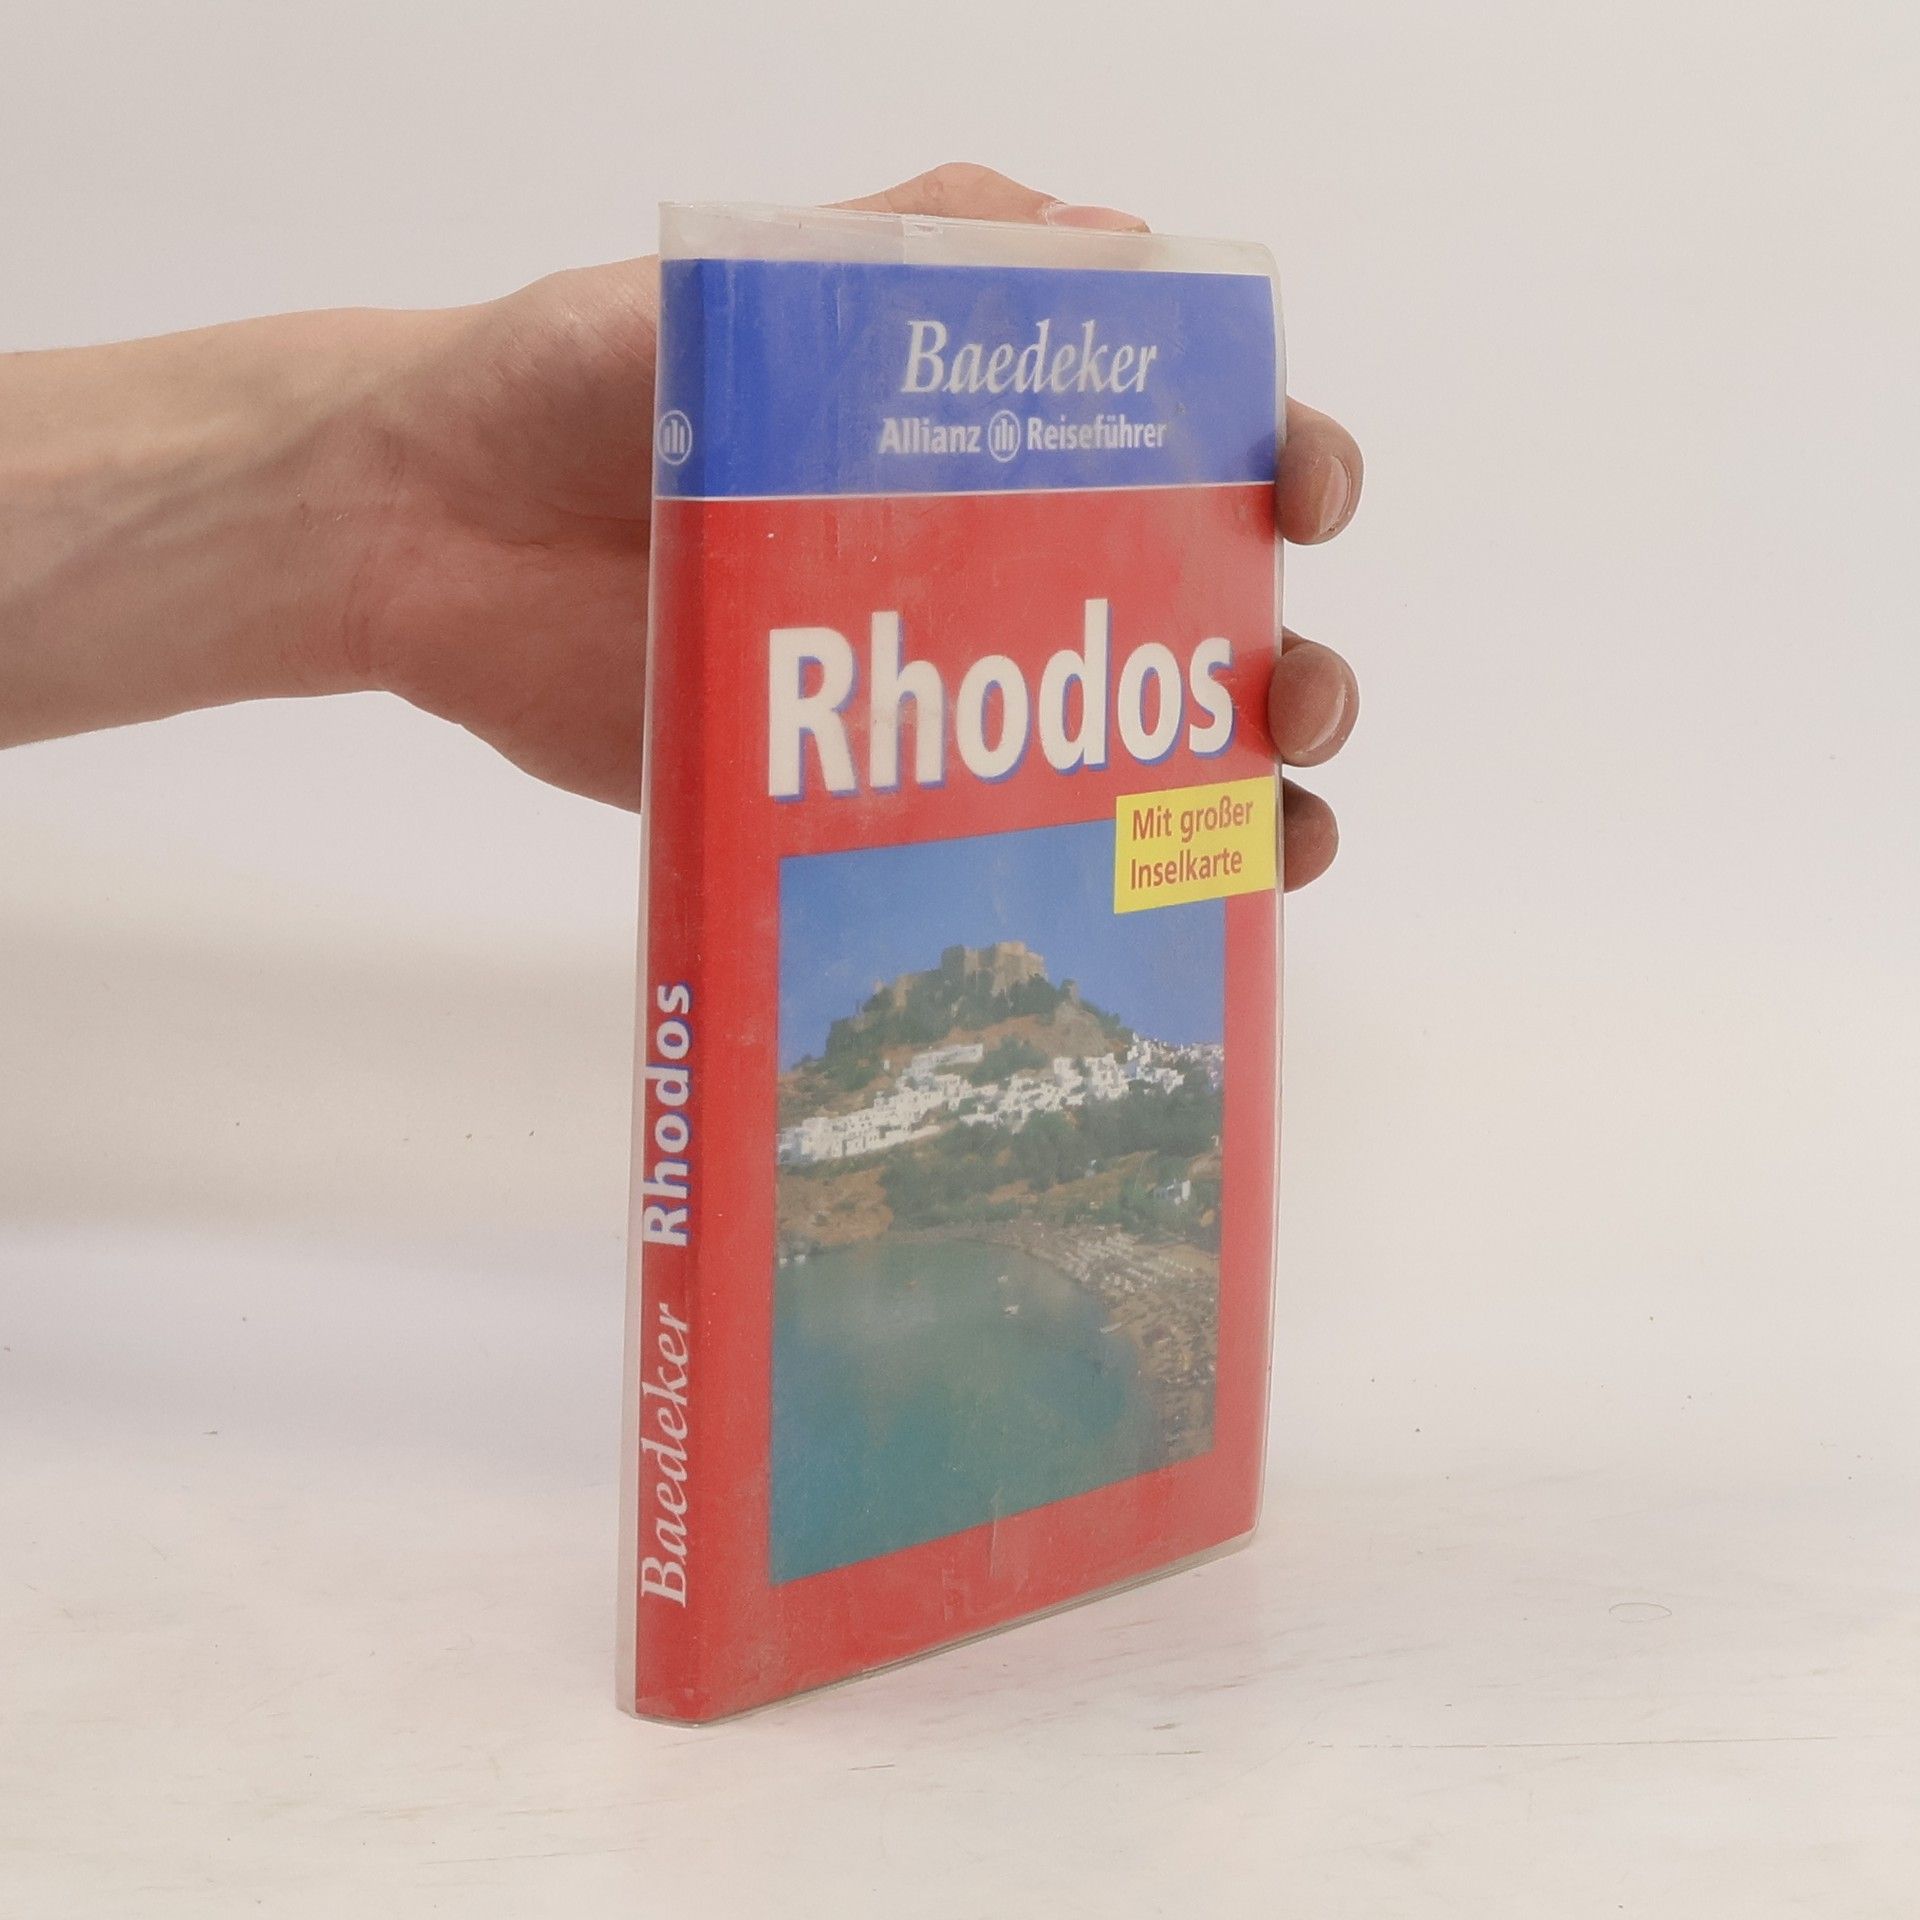 Baedeker
Allianz Reiseführer
Rhodos
Mit großer
Inselkarte
Baedeker Rhodos